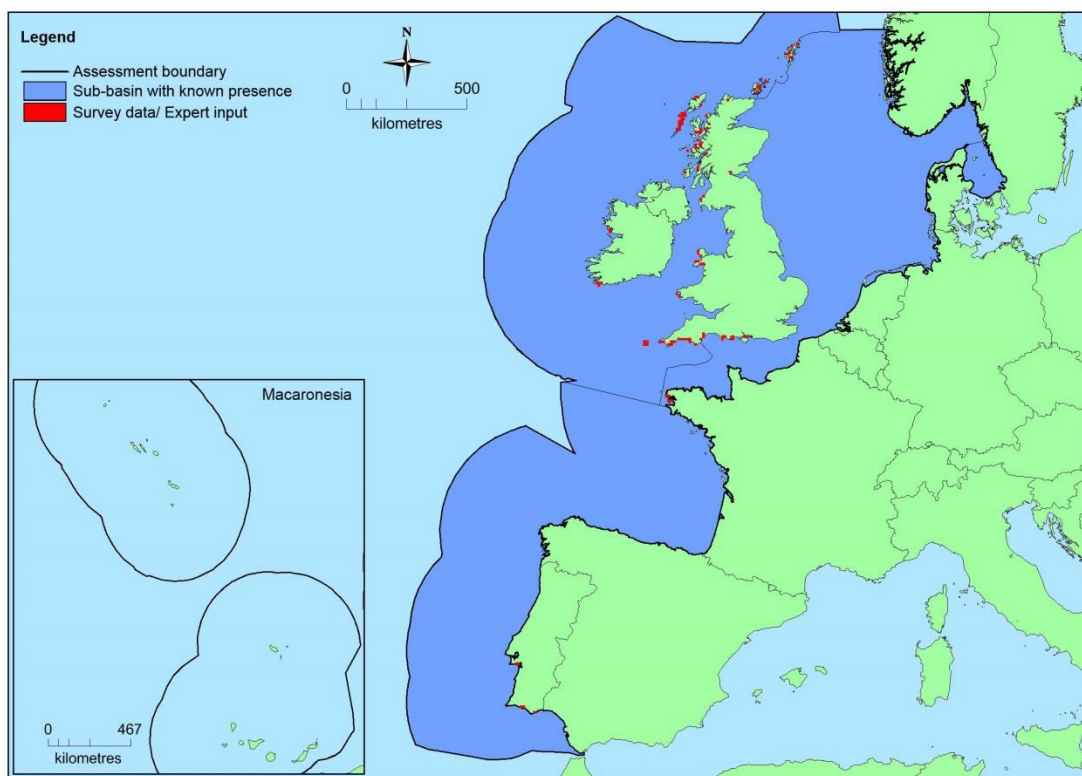 Legend
Assessment boundary
Sub-basin with known presence
Survey data/ Expert input
N
0 500
kilometres
Macaronesia
0 467
kilometres